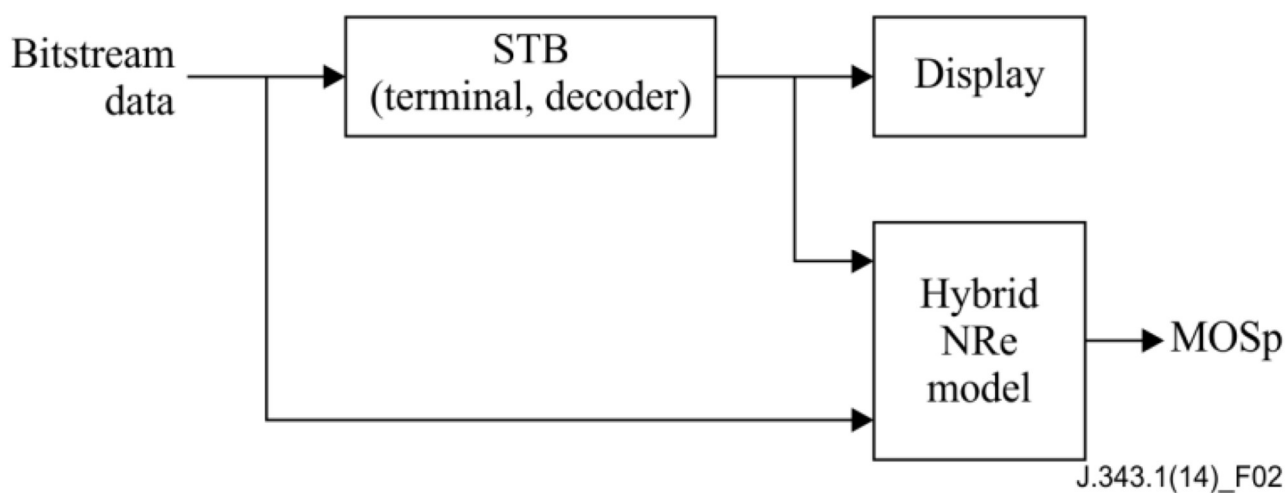 Bitstream
data
STB
(terminal, decoder)
Display
Hybrid
NRe
model
MOSp
J.343.1(14)_F02